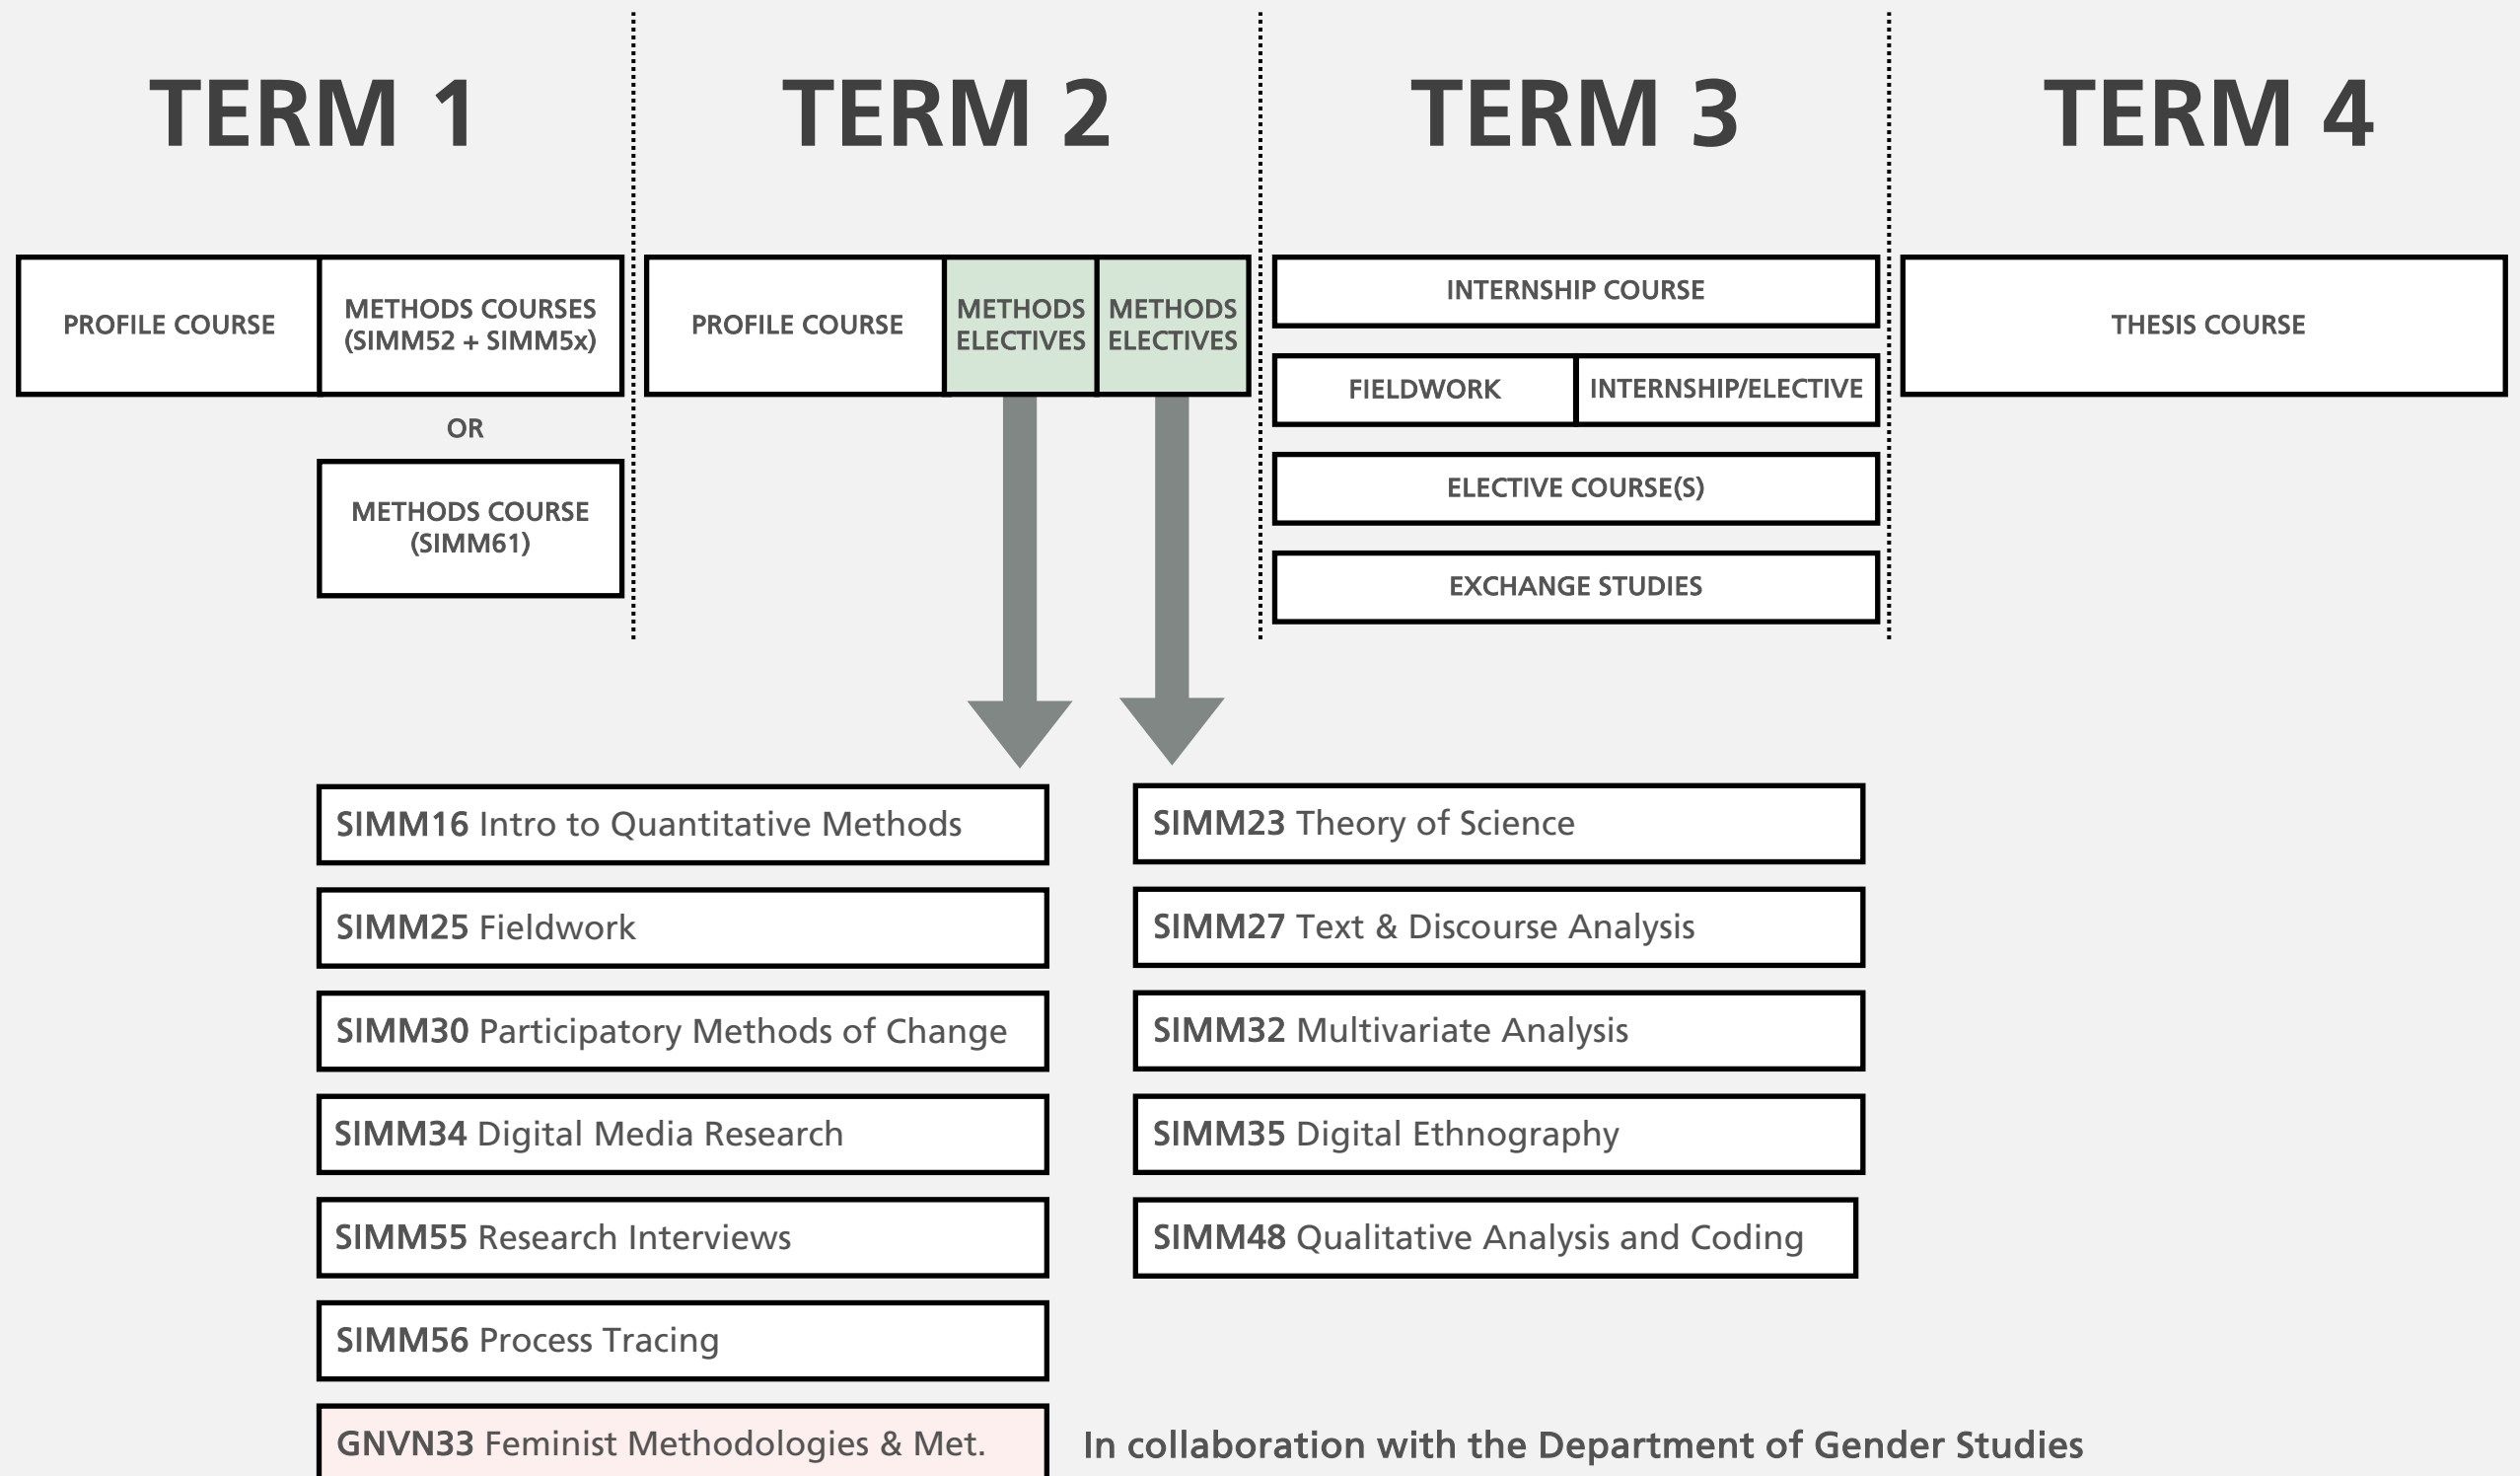 TERM 1
TERM 2
TERM 3
TERM 4
PROFILE COURSE
METHODS COURSES
(SIMM52 + SIMM5x)
OR
METHODS COURSE
(SIMM61)
PROFILE COURSE
METHODS
ELECTIVES
METHODS
ELECTIVES
INTERNSHIP COURSE
FIELDWORK
INTERNSHIP/ELECTIVE
ELECTIVE COURSE(S)
EXCHANGE STUDIES
THESIS COURSE
SIMM16 Intro to Quantitative Methods
SIMM25 Fieldwork
SIMM30 Participatory Methods of Change
SIMM34 Digital Media Research
SIMM55 Research Interviews
SIMM56 Process Tracing
GNVN33 Feminist Methodologies & Met.
SIMM23 Theory of Science
SIMM27 Text & Discourse Analysis
SIMM32 Multivariate Analysis
SIMM35 Digital Ethnography
SIMM48 Qualitative Analysis and Coding
In collaboration with the Department of Gender Studies